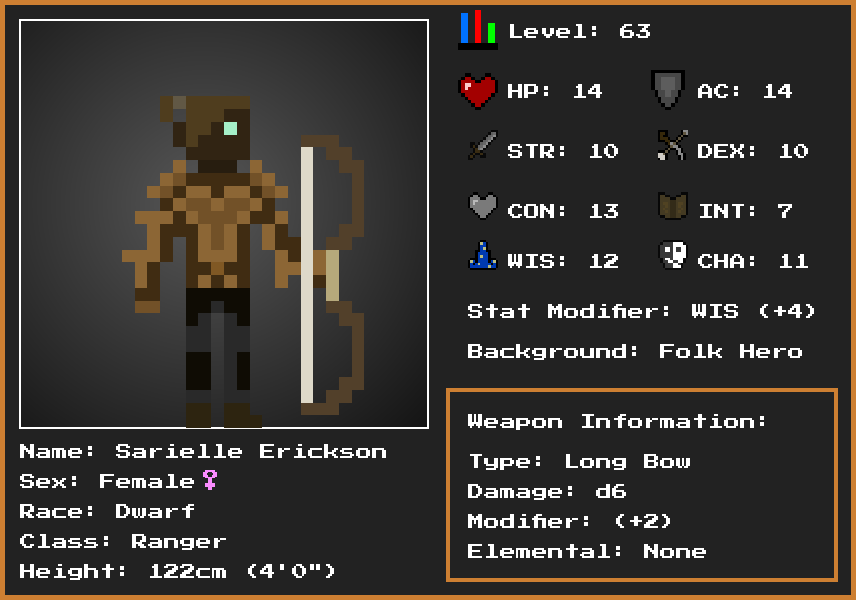 Level: 63
HP: 14
AC: 14
STR: 10
DEX: 10
CON: 13
INT: 7
WIS: 12
CHA: 11
Stat Modifier: WIS (+4)
Background: Folk Hero
Weapon Information:
Type: Long Bow
Damage: d6
Modifier: (+2)
Elemental: None
Name: Sarielle Erickson
Sex: Female♀
Race: Dwarf
Class: Ranger
Height: 122cm (4'0")